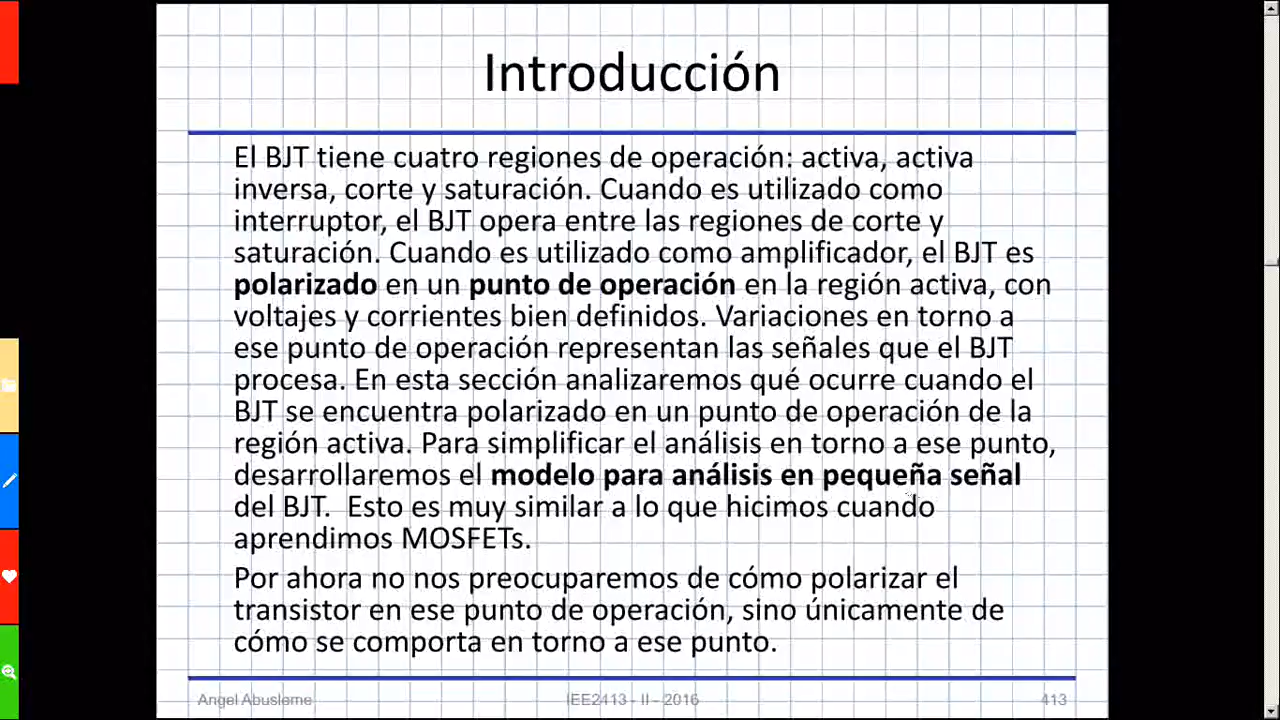 Introducción
El BJT tiene cuatro regiones de operación: activa, activa
inversa, corte y saturación. Cuando es utilizado como
interruptor, el BJT opera entre las regiones de corte y
saturación. Cuando es utilizado como amplificador, el BJT es
polarizado en un punto de operación en la región activa, con
voltajes y corrientes bien definidos. Variaciones en torno a
ese punto de operación representan las señales que el BJT
procesa. En esta sección analizaremos qué ocurre cuando el
BJT se encuentra polarizado en un punto de operación de la
región activa. Para simplificar el análisis en torno a ese punto,
desarrollaremos el modelo para análisis en pequeña señal
del BJT.  Esto es muy similar a lo que hicimos cuando
aprendimos MOSFETs.
Por ahora no nos preocuparemos de cómo polarizar el
transistor en ese punto de operación, sino únicamente de
cómo se comporta en torno a ese punto.
Angel Abusleme IEE2413 - II - 2016 413